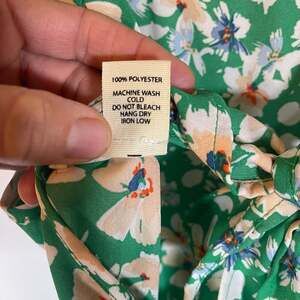 100% POLYESTER
MACHINE WASH
COLD
DO NOT BLEACH
HANG DRY
IRON LOW